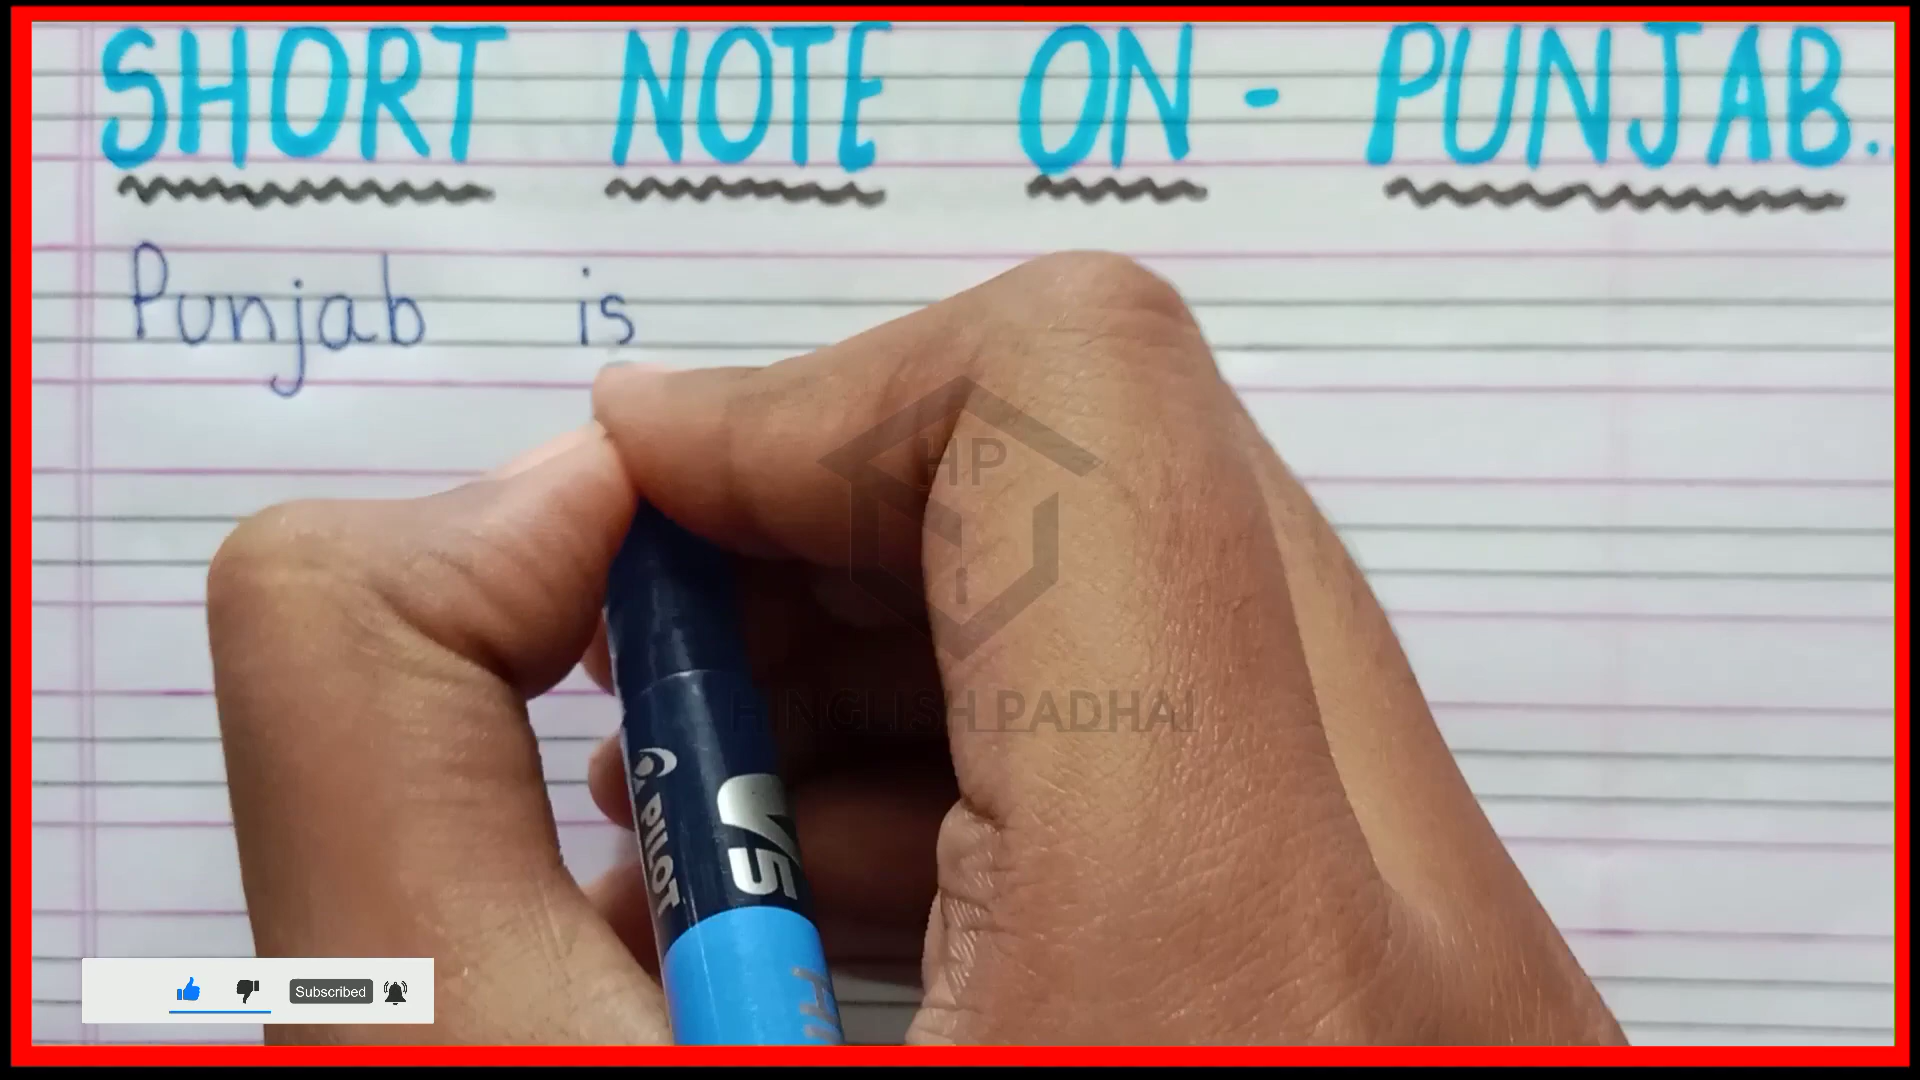 SHORT NOTE ON - PUNJAB.
Punjab is
HP
HINGLISH PADHAI
V5
PILOT
Subscribed